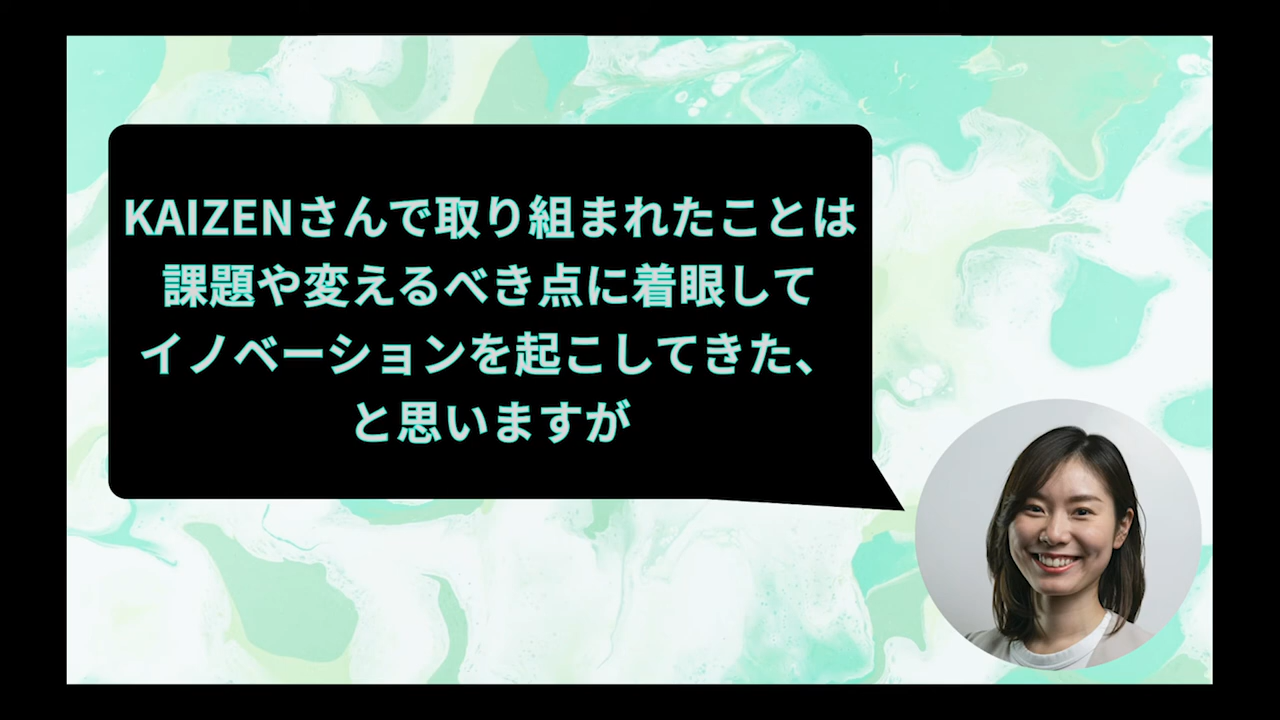 KAIZENさんで取り組まれたことは
課題や変えるべき点に着眼して
イノベーションを起こしてきた、
と思いますが